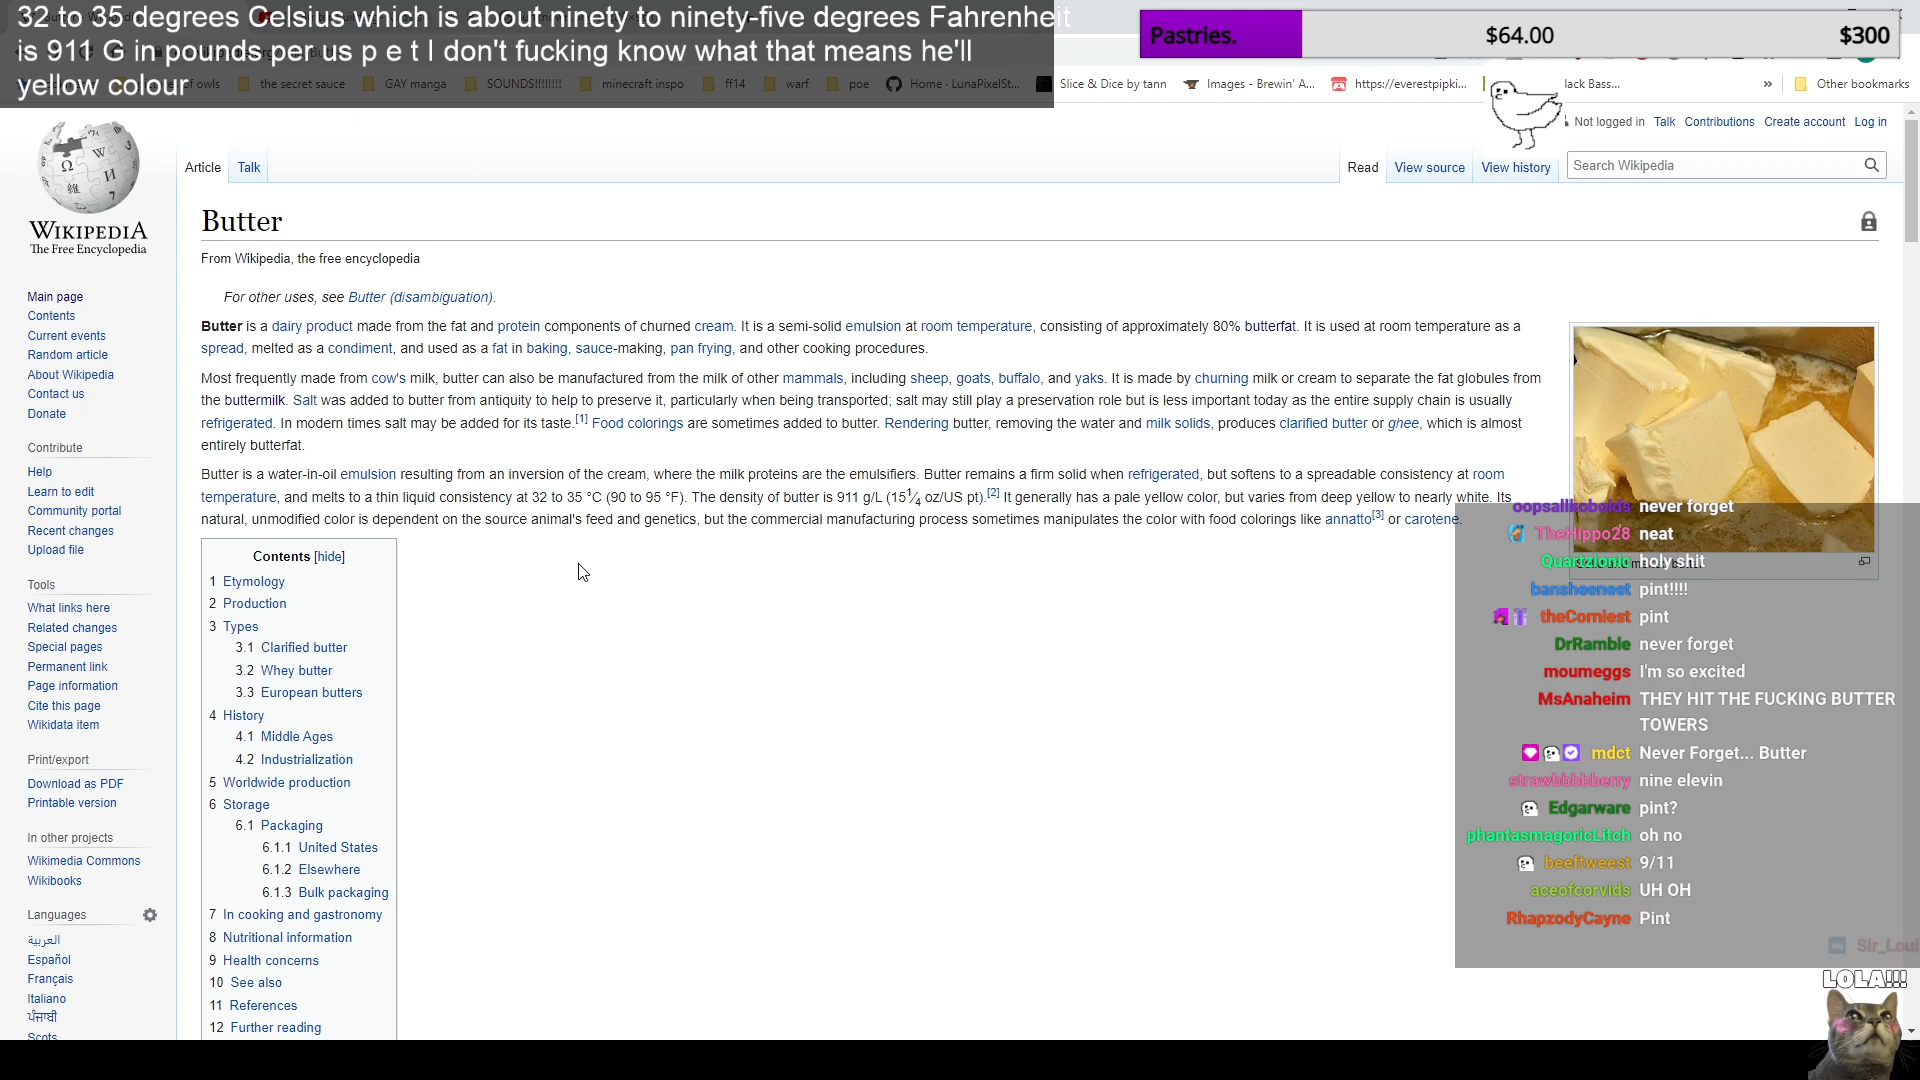 32 to 35 degrees Celsius which is about ninety to ninety-five degrees Fahrenheit
is 911 G in pounds per us p e t I don't fucking know what that means he'll
yellow colour
Pastries. $64.00 $300
of owls the secret sauce GAY manga SOUNDS!!!!!!!! minecraft inspo ff14 warf poe Home · LunaPixelSt... Slice & Dice by tann Images - Brewin' A... https://everestpipki... lack Bass... » Other bookmarks
Not logged in Talk Contributions Create account Log in
Article Talk Read View source View history Search Wikipedia
WIKIPEDIA
The Free Encyclopedia
Main page
Contents
Current events
Random article
About Wikipedia
Contact us
Donate
Contribute
Help
Learn to edit
Community portal
Recent changes
Upload file
Tools
What links here
Related changes
Special pages
Permanent link
Page information
Cite this page
Wikidata item
Print/export
Download as PDF
Printable version
In other projects
Wikimedia Commons
Wikibooks
Languages
العربية
Español
Français
Italiano
ਪੰਜਾਬੀ
Scots
Butter
From Wikipedia, the free encyclopedia
For other uses, see Butter (disambiguation).
Butter is a dairy product made from the fat and protein components of churned cream. It is a semi-solid emulsion at room temperature, consisting of approximately 80% butterfat. It is used at room temperature as a
spread, melted as a condiment, and used as a fat in baking, sauce-making, pan frying, and other cooking procedures.
Most frequently made from cow's milk, butter can also be manufactured from the milk of other mammals, including sheep, goats, buffalo, and yaks. It is made by churning milk or cream to separate the fat globules from
the buttermilk. Salt was added to butter from antiquity to help to preserve it, particularly when being transported; salt may still play a preservation role but is less important today as the entire supply chain is usually
refrigerated. In modern times salt may be added for its taste.[1] Food colorings are sometimes added to butter. Rendering butter, removing the water and milk solids, produces clarified butter or ghee, which is almost
entirely butterfat.
Butter is a water-in-oil emulsion resulting from an inversion of the cream, where the milk proteins are the emulsifiers. Butter remains a firm solid when refrigerated, but softens to a spreadable consistency at room
temperature, and melts to a thin liquid consistency at 32 to 35 °C (90 to 95 °F). The density of butter is 911 g/L (15 1⁄4 oz/US pt).[2] It generally has a pale yellow color, but varies from deep yellow to nearly white. Its
natural, unmodified color is dependent on the source animal's feed and genetics, but the commercial manufacturing process sometimes manipulates the color with food colorings like annatto[3] or carotene.
Contents [hide]
1 Etymology
2 Production
3 Types
3.1 Clarified butter
3.2 Whey butter
3.3 European butters
4 History
4.1 Middle Ages
4.2 Industrialization
5 Worldwide production
6 Storage
6.1 Packaging
6.1.1 United States
6.1.2 Elsewhere
6.1.3 Bulk packaging
7 In cooking and gastronomy
8 Nutritional information
9 Health concerns
10 See also
11 References
12 Further reading
oopsallkobolds never forget
TheHippo28 neat
Quartzionic holy shit
bansheeneet pint!!!!
theCorniest pint
DrRamble never forget
moumeggs I'm so excited
MsAnaheim THEY HIT THE FUCKING BUTTER
TOWERS
mdct Never Forget... Butter
strawbbbbberry nine elevin
Edgarware pint?
phantasmagoricLitch oh no
beeftweest 9/11
aceofcorvids UH OH
RhapzodyCayne Pint
Sir_Loui
LOLA!!!